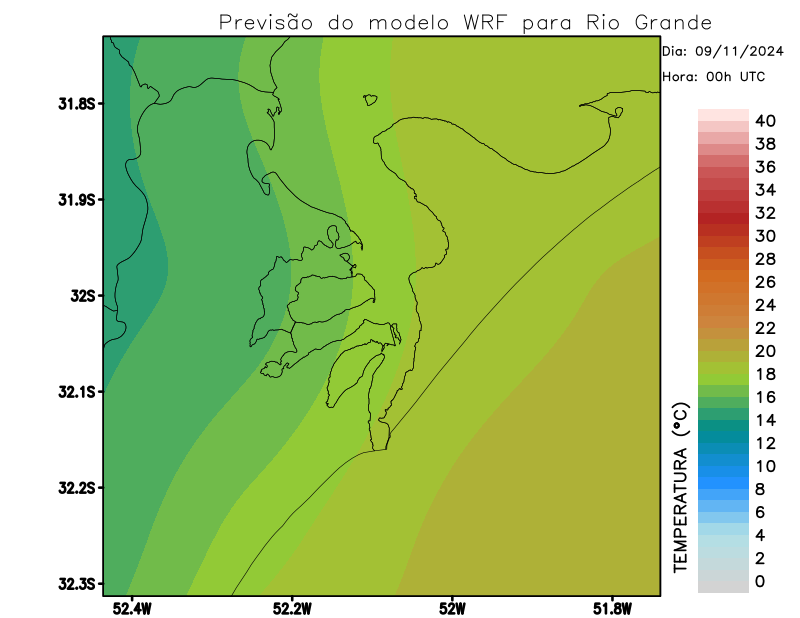 Previsão do modelo WRF para Rio Grande
Dia: 09/11/2024
Hora: 00h UTC
31.8S
31.9S
32S
32.1S
32.2S
32.3S
52.4W
52.2W
52W
51.8W
TEMPERATURA (°C)
40
38
36
34
32
30
28
26
24
22
20
18
16
14
12
10
8
6
4
2
0